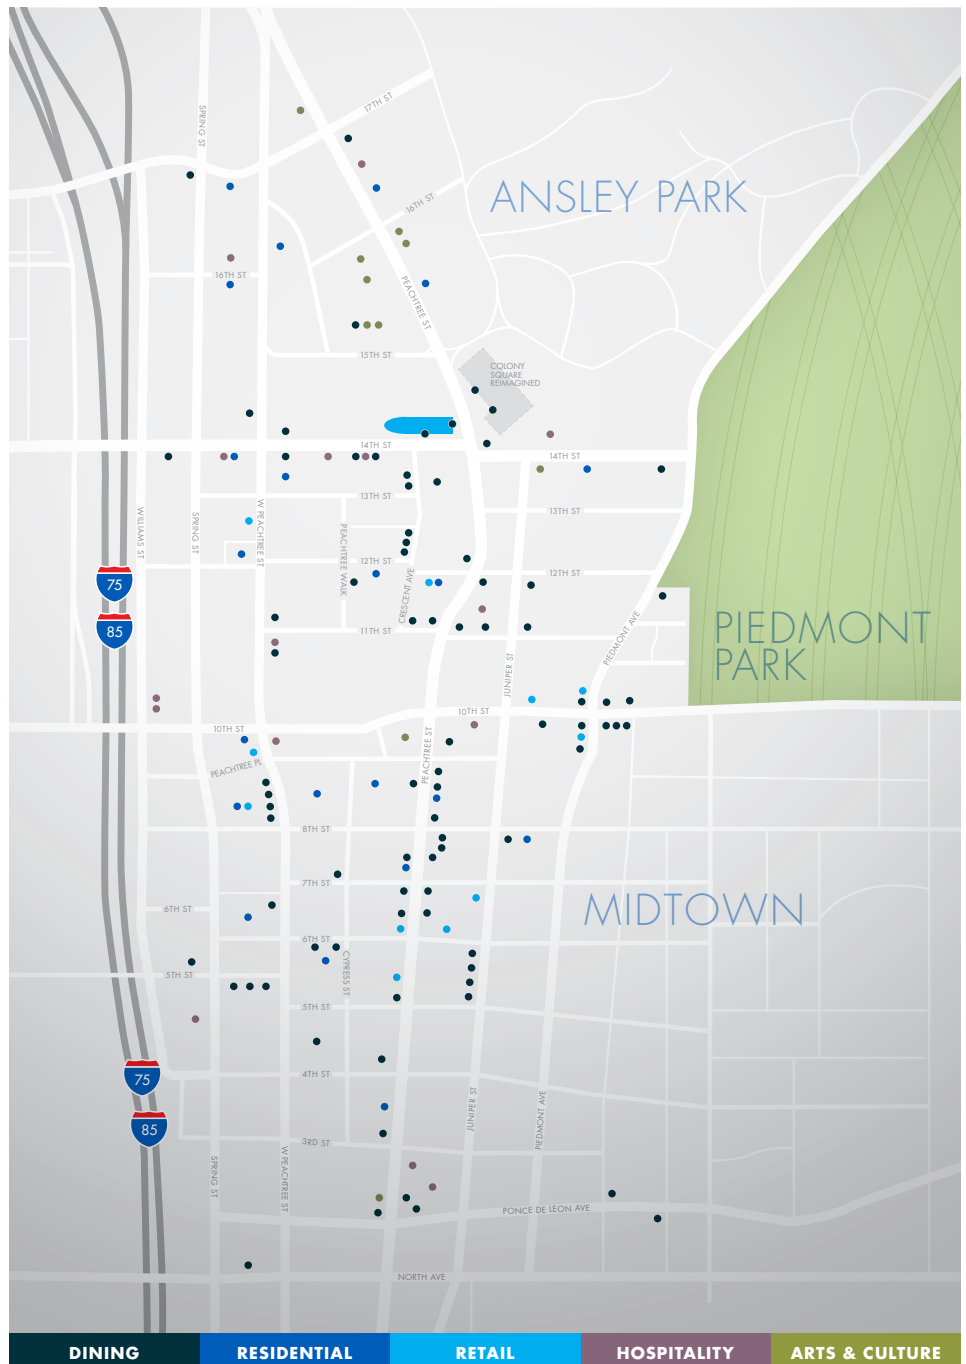 17TH ST
SPRING ST
ANSLEY PARK
16TH ST
16TH ST
PEACHTREE ST
15TH ST
COLONY
SQUARE
REIMAGINED
14TH ST
14TH ST
13TH ST
13TH ST
WILLIAMS ST
SPRING ST
W PEACHTREE ST
PEACHTREE WALK
12TH ST
12TH ST
CRESCENT AVE
75
85
11TH ST
PIEDMONT AVE
PIEDMONT
PARK
JUNIPER ST
10TH ST
10TH ST
PEACHTREE ST
PEACHTREE PL
8TH ST
7TH ST
MIDTOWN
6TH ST
6TH ST
CYPRESS ST
5TH ST
5TH ST
4TH ST
75
85
JUNIPER ST
PIEDMONT AVE
3RD ST
SPRING ST
W PEACHTREE ST
PONCE DE LEON AVE
NORTH AVE
DINING
RESIDENTIAL
RETAIL
HOSPITALITY
ARTS & CULTURE